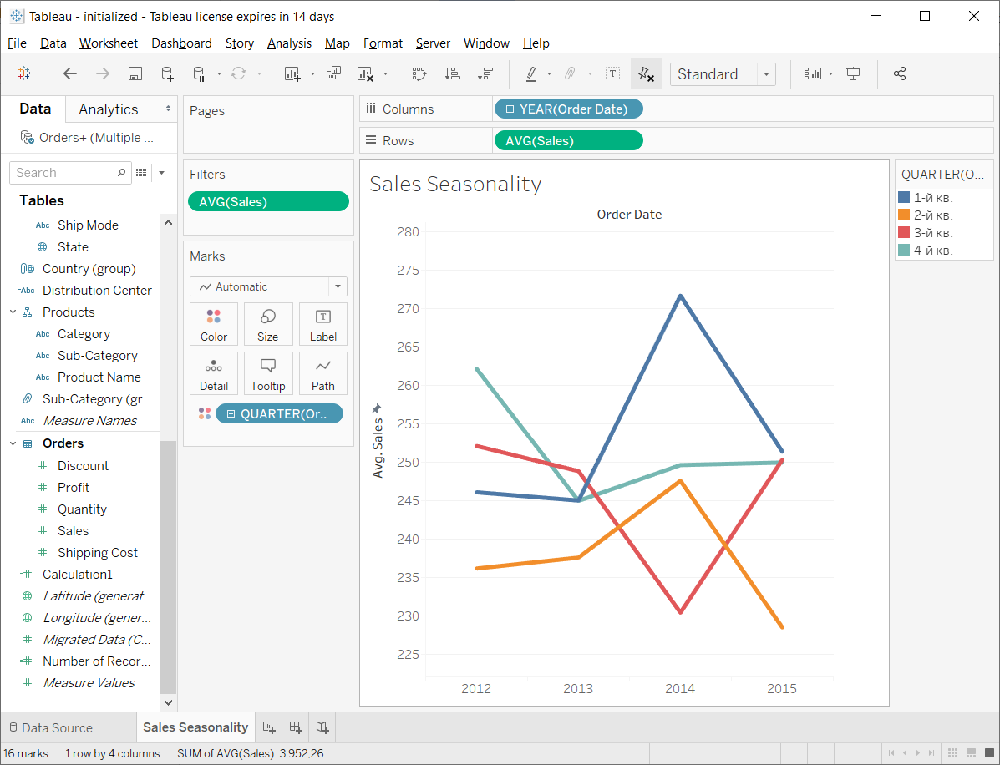 Tableau - initialized - Tableau license expires in 14 days
File Data Worksheet Dashboard Story Analysis Map Format Server Window Help
Standard
Data
Analytics
Orders+ (Multiple ...
Search
Tables
Abc Ship Mode
State
Country (group)
=Abc Distribution Center
Products
Abc Category
Abc Sub-Category
Abc Product Name
Sub-Category (gr...
Abc Measure Names
Orders
# Discount
# Profit
# Quantity
# Sales
# Shipping Cost
=# Calculation1
Latitude (generat...
Longitude (gener...
# Migrated Data (C...
=# Number of Recor...
# Measure Values
Pages
Filters
AVG(Sales)
Marks
Automatic
Color
Size
Label
Detail
Tooltip
Path
QUARTER(Or..
Columns
YEAR(Order Date)
Rows
AVG(Sales)
Sales Seasonality
Order Date
280
275
270
265
260
255
250
245
240
235
230
225
Avg. Sales
2012
2013
2014
2015
QUARTER(O...
1-й кв.
2-й кв.
3-й кв.
4-й кв.
Data Source
Sales Seasonality
16 marks
1 row by 4 columns
SUM of AVG(Sales): 3 952,26